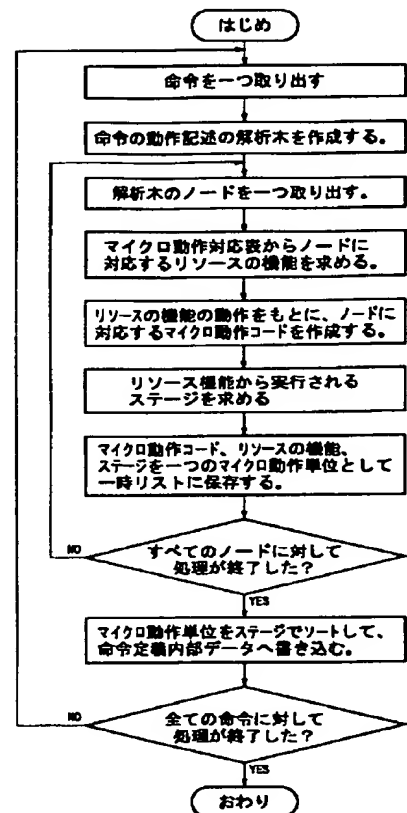 はじめ
命令を一つ取り出す
命令の動作記述の解析木を作成する。
解析木のノードを一つ取り出す。
マイクロ動作対応表からノードに
対応するリソースの機能を求める。
リソースの機能の動作をもとに、ノードに
対応するマイクロ動作コードを作成する。
リソース機能から実行される
ステージを求める
マイクロ動作コード、リソースの機能、
ステージを一つのマイクロ動作単位として
一時リストに保存する。
すべてのノードに対して
処理が終了した?
NO
YES
マイクロ動作単位をステージでソートして、
命令定義内部データへ書き込む。
全ての命令に対して
処理が終了した?
NO
YES
おわり